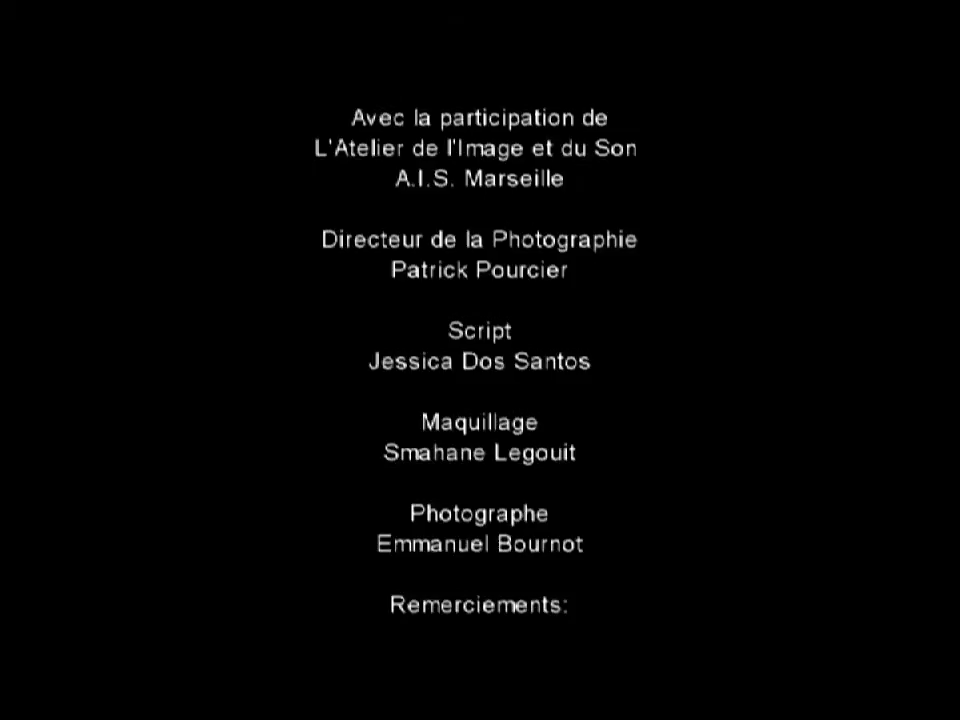 Avec la participation de
L'Atelier de l'Image et du Son
A.I.S. Marseille
Directeur de la Photographie
Patrick Pourcier
Script
Jessica Dos Santos
Maquillage
Smahane Legouit
Photographe
Emmanuel Bournot
Remerciements: